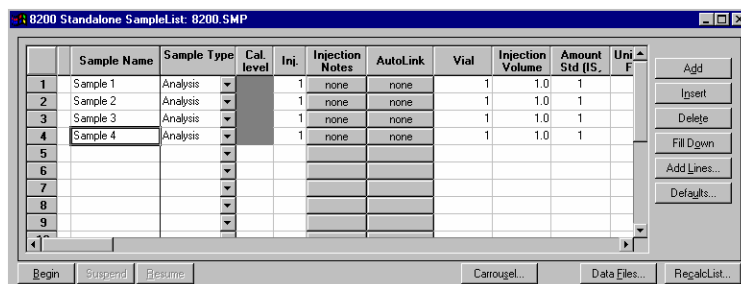 8200 Standalone SampleList: 8200.SMP
Sample Name Sample Type Cal. level Inj. Injection Notes AutoLink Vial Injection Volume Amount Std (IS, Uni F
1 Sample 1 Analysis 1 none none 1 1.0 1
2 Sample 2 Analysis 1 none none 1 1.0 1
3 Sample 3 Analysis 1 none none 1 1.0 1
4 Sample 4 Analysis 1 none none 1 1.0 1
5
6
7
8
9
Add
Insert
Delete
Fill Down
Add Lines...
Defaults...
Begin Suspend Resume Carrousel... Data Files... RecalcList...